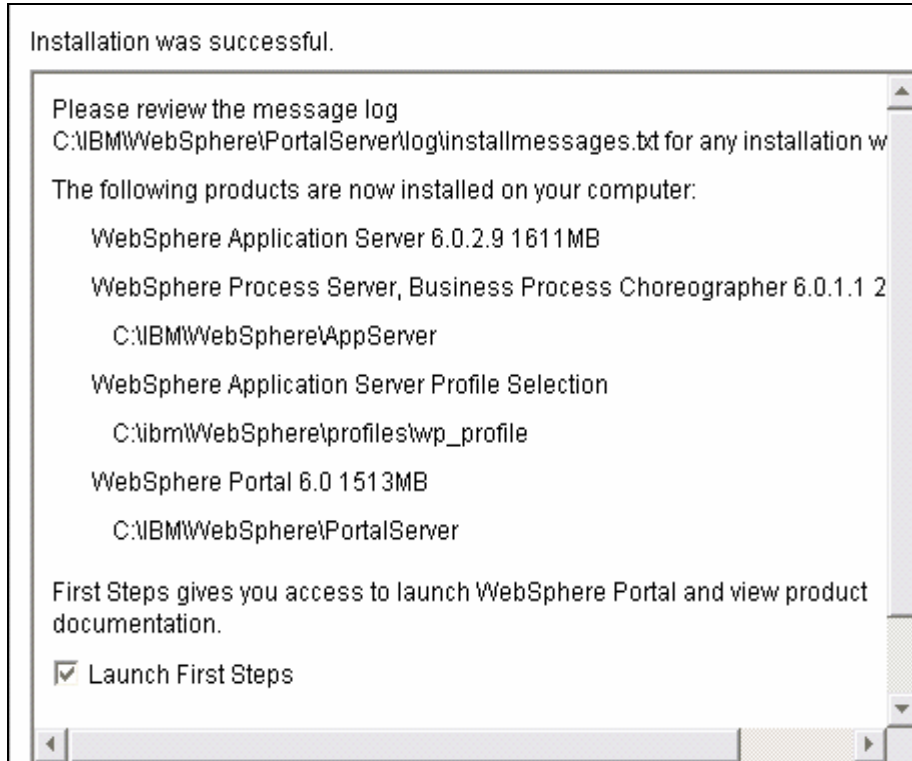 Installation was successful.
Please review the message log
C:\IBM\WebSphere\PortalServer\log\installmessages.txt for any installation w
The following products are now installed on your computer:
WebSphere Application Server 6.0.2.9 1611MB
WebSphere Process Server, Business Process Choreographer 6.0.1.1 2
C:\IBM\WebSphere\AppServer
WebSphere Application Server Profile Selection
C:\ibm\WebSphere\profiles\wp_profile
WebSphere Portal 6.0 1513MB
C:\IBM\WebSphere\PortalServer
First Steps gives you access to launch WebSphere Portal and view product
documentation.
Launch First Steps